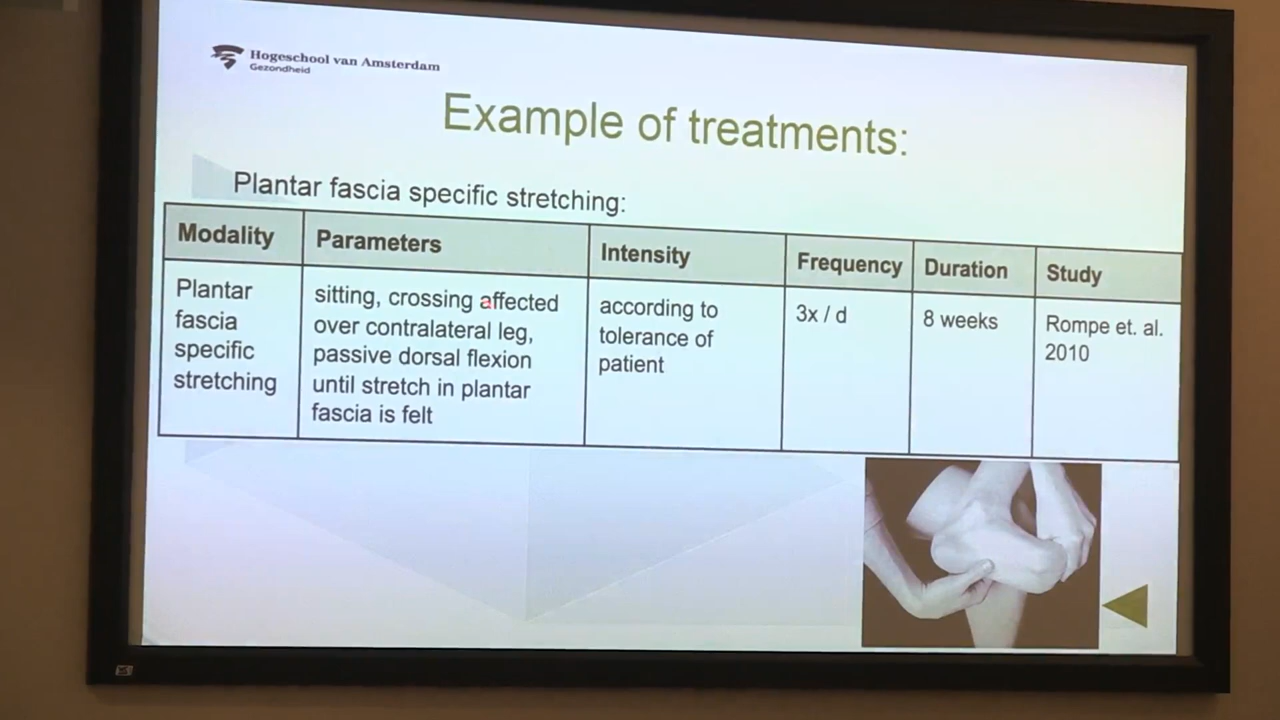 Hogeschool van Amsterdam
Gezondheid
Example of treatments:
Plantar fascia specific stretching:
Modality
Parameters
Intensity
Frequency
Duration
Study
Plantar
fascia
specific
stretching
sitting, crossing affected
over contralateral leg,
passive dorsal flexion
until stretch in plantar
fascia is felt
according to
tolerance of
patient
3x / d
8 weeks
Rompe et. al.
2010